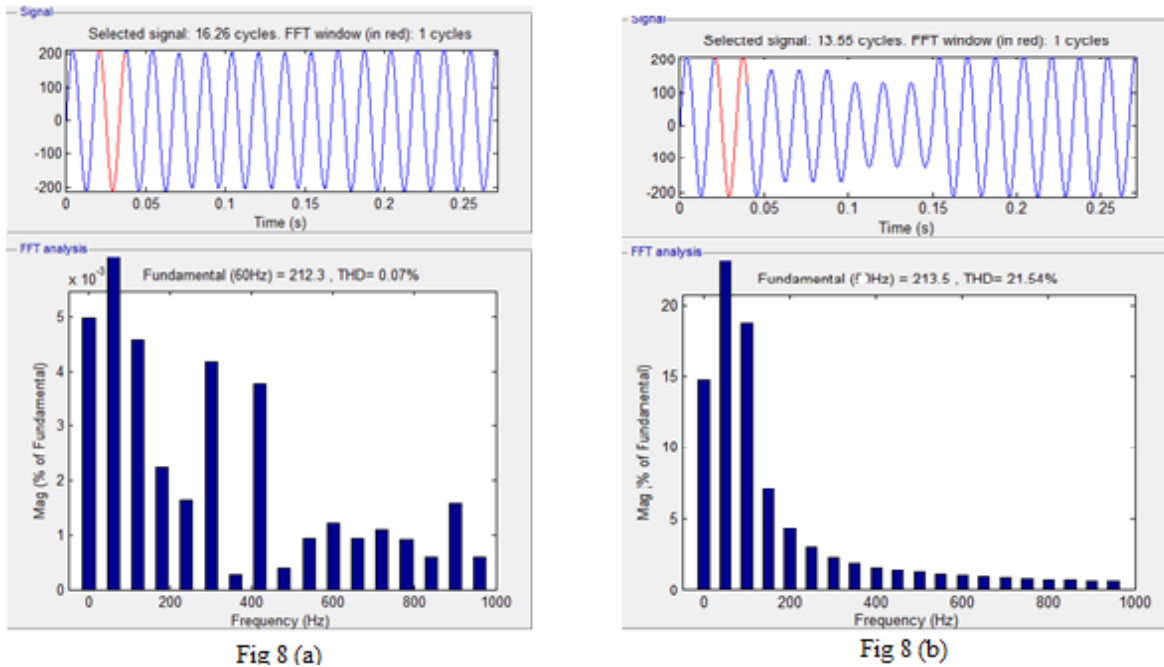 Signal
Selected signal: 16.26 cycles. FFT window (in red): 1 cycles
200
100
0
-100
-200
0 0.05 0.1 0.15 0.2 0.25
Time (s)
FFT analysis
x 10-3
Fundamental (60Hz) = 212.3 , THD= 0.07%
5
4
3
2
1
0
Mag (% of Fundamental)
0 200 400 600 800 1000
Frequency (Hz)
Fig 8 (a)
Signal
Selected signal: 13.55 cycles. FFT window (in red): 1 cycles
200
100
0
-100
-200
0 0.05 0.1 0.15 0.2 0.25
Time (s)
FFT analysis
Fundamental (50Hz) = 213.5 , THD= 21.54%
20
15
10
5
0
Mag (% of Fundamental)
0 200 400 600 800 1000
Frequency (Hz)
Fig 8 (b)